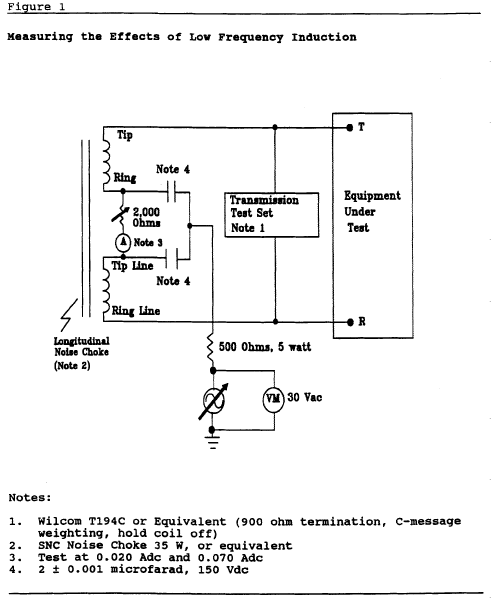 Figure 1
Measuring the Effects of Low Frequency Induction
Tip
T
Note 4
Ring
2,000
Ohms
Transmission
Test Set
Note 1
Equipment
Under
Test
A
Note 3
Tip Line
Note 4
Ring Line
R
Longitudinal
Noise Choke
(Note 2)
500 Ohms, 5 watt
VM
30 Vac
Notes:
1. Wilcom T194C or Equivalent (900 ohm termination, C-message
weighting, hold coil off)
2. SNC Noise Choke 35 W, or equivalent
3. Test at 0.020 Adc and 0.070 Adc
4. 2 ± 0.001 microfarad, 150 Vdc